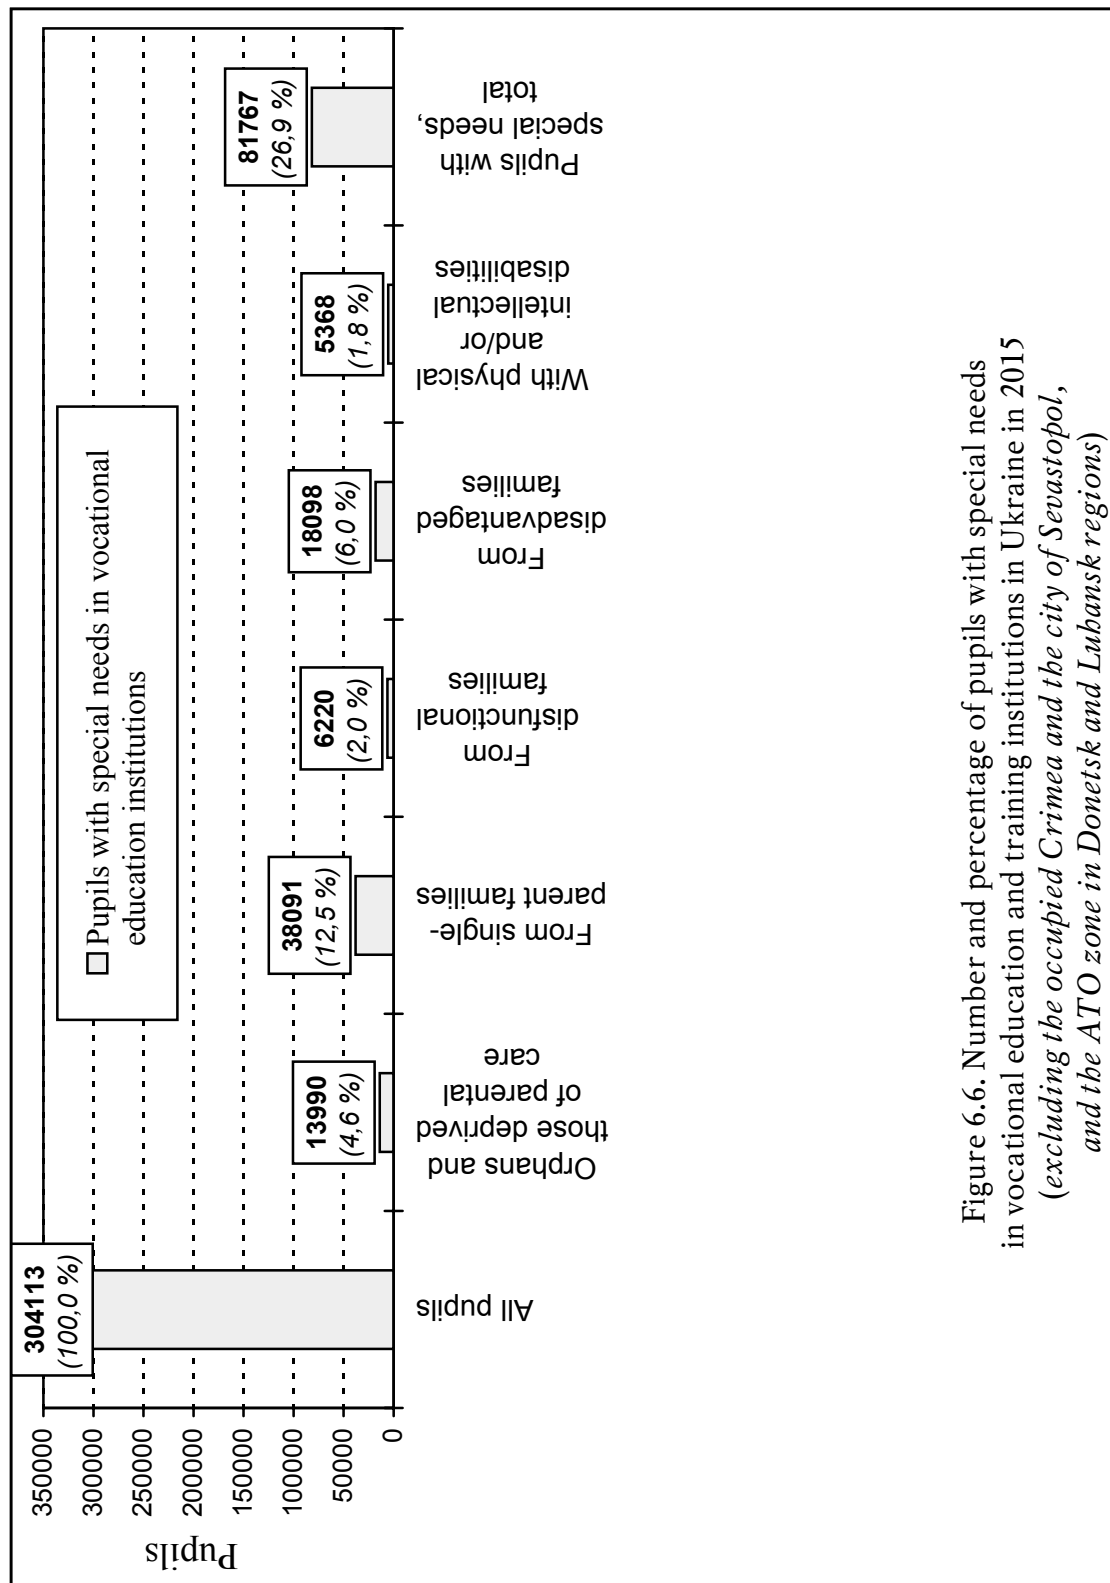 Pupils
350000
300000
250000
200000
150000
100000
50000
0
Pupils with special needs in vocational
education institutions
304113
(100,0 %)
13990
(4,6 %)
38091
(12,5 %)
6220
(2,0 %)
18098
(6,0 %)
5368
(1,8 %)
81767
(26,9 %)
All pupils
Orphans and
those deprived
of parental
care
From single-
parent families
From
disfunctional
families
From
disadvantaged
families
With physical
and/or
intellectual
disabilities
Pupils with
special needs,
total
Figure 6.6. Number and percentage of pupils with special needs
in vocational education and training institutions in Ukraine in 2015
(excluding the occupied Crimea and the city of Sevastopol,
and the ATO zone in Donetsk and Luhansk regions)